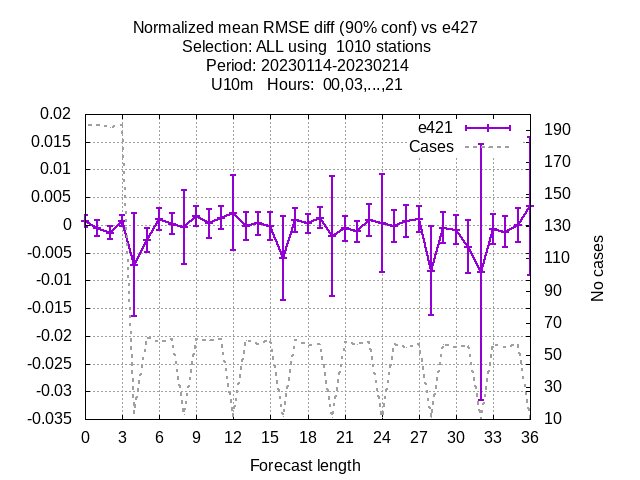 Normalized mean RMSE diff (90% conf) vs e427
Selection: ALL using  1010 stations
Period: 20230114-20230214
U10m   Hours:  00,03,...,21
e421
Cases
0.02
0.015
0.01
0.005
0
-0.005
-0.01
-0.015
-0.02
-0.025
-0.03
-0.035
190
170
150
130
110
90
70
50
30
10
No cases
0 3 6 9 12 15 18 21 24 27 30 33 36
Forecast length